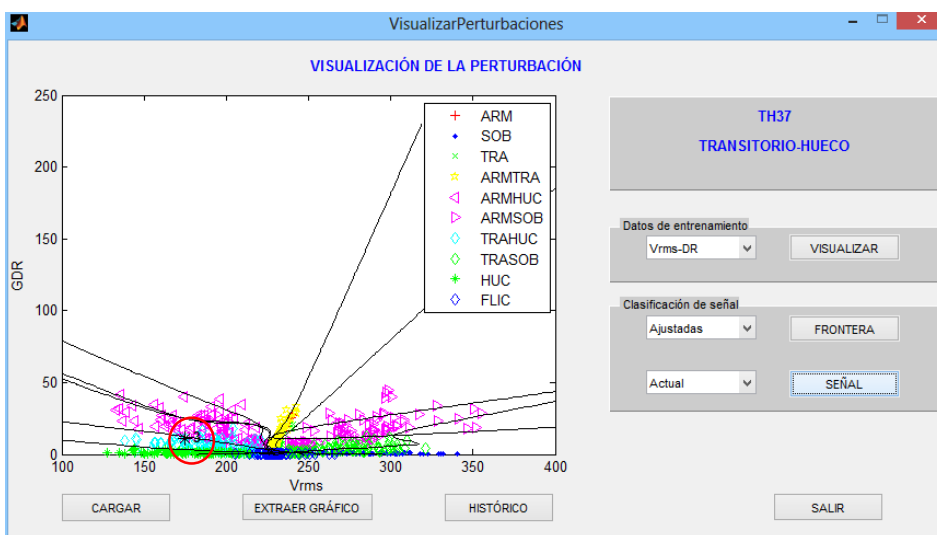 VisualizarPerturbaciones
VISUALIZACIÓN DE LA PERTURBACIÓN
250
200
150
100
50
0
GDR
100
150
200
250
300
350
400
Vrms
ARM
SOB
TRA
ARMTRA
ARMHUC
ARMSOB
TRAHUC
TRASOB
HUC
FLIC
3
TH37
TRANSITORIO-HUECO
Datos de entrenamiento
Vrms-DR
VISUALIZAR
Clasificación de señal
Ajustadas
FRONTERA
Actual
SEÑAL
CARGAR
EXTRAER GRÁFICO
HISTÓRICO
SALIR